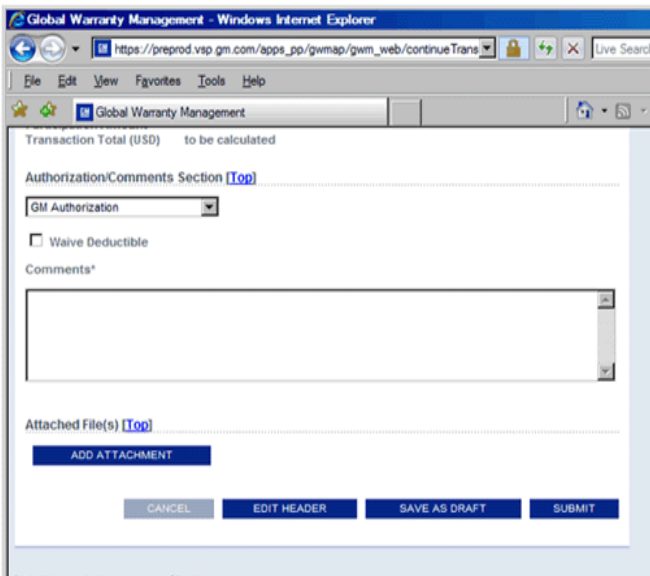 Global Warranty Management - Windows Internet Explorer
https://preprod.vsp.gm.com/apps_pp/gwmap/gwm_web/continueTrans
Live Search
File Edit View Favorites Tools Help
GM Global Warranty Management
Transaction Total (USD) to be calculated
Authorization/Comments Section [Top]
GM Authorization
Waive Deductible
Comments*
Attached File(s) [Top]
ADD ATTACHMENT
CANCEL EDIT HEADER SAVE AS DRAFT SUBMIT